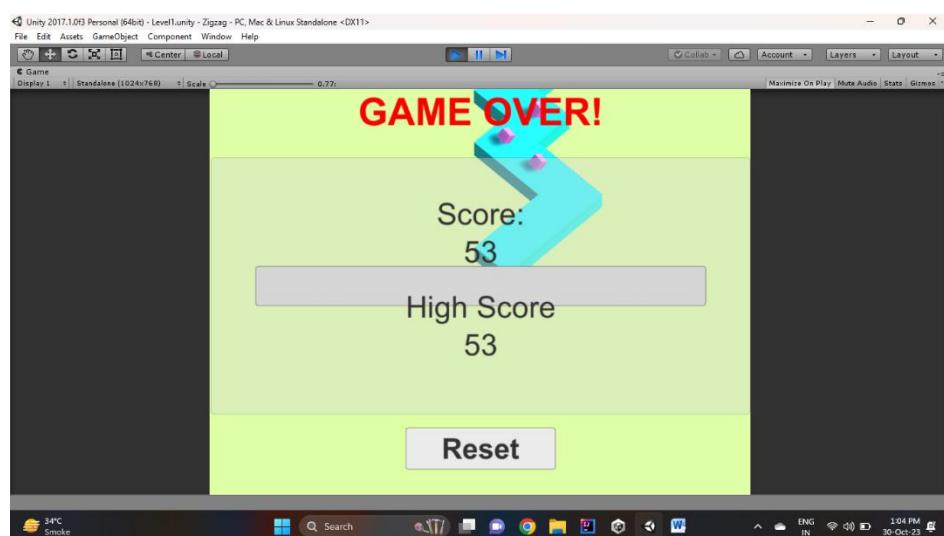 Unity 2017.1.0f3 Personal (64bit) - Level1.unity - Zigzag - PC, Mac & Linux Standalone <DX11>
File Edit Assets GameObject Component Window Help
Center Local Collab Account Layers Layout
Game
Display 1 Standalone (1024x768) Scale 0.77: Maximize On Play Mute Audio Stats Gizmos
GAME OVER!
Score:
53
High Score
53
Reset
34°C
Smoke
Search
ENG
IN
1:04 PM
30-Oct-23